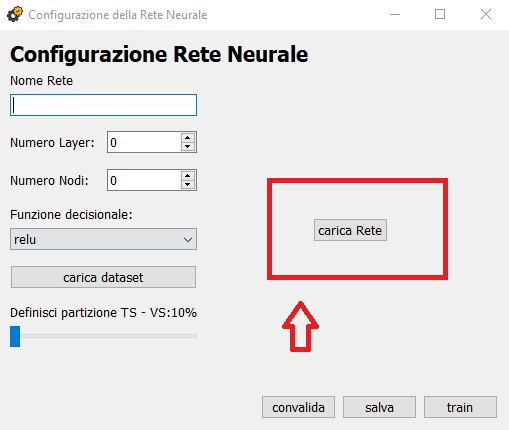 Configurazione della Rete Neurale
Configurazione Rete Neurale
Nome Rete
Numero Layer: 0
Numero Nodi: 0
Funzione decisionale:
relu
carica dataset
Definisci partizione TS - VS:10%
carica Rete
convalida salva train